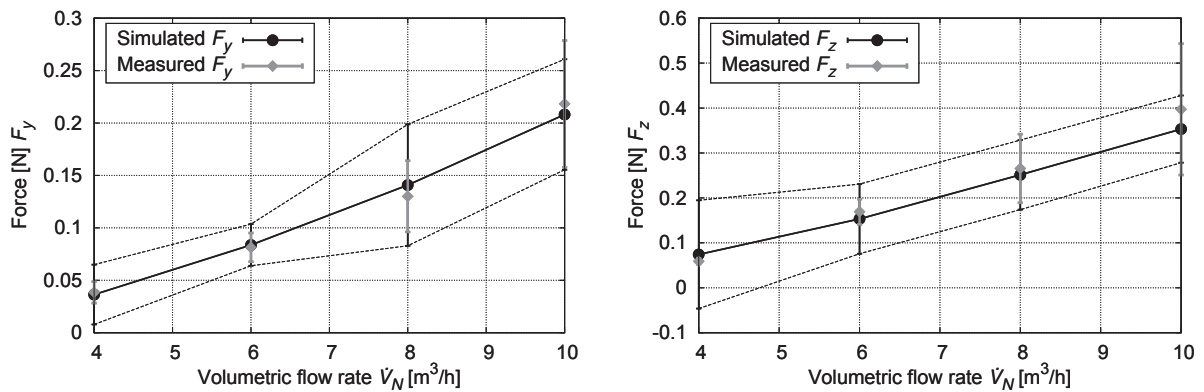 0.3
0.25
0.2
0.15
0.1
0.05
0
Force [N] F_y
Simulated F_y
Measured F_y
4 5 6 7 8 9 10
Volumetric flow rate V̇_N [m³/h]
0.6
0.5
0.4
0.3
0.2
0.1
0
-0.1
Force [N] F_z
Simulated F_z
Measured F_z
4 5 6 7 8 9 10
Volumetric flow rate V̇_N [m³/h]